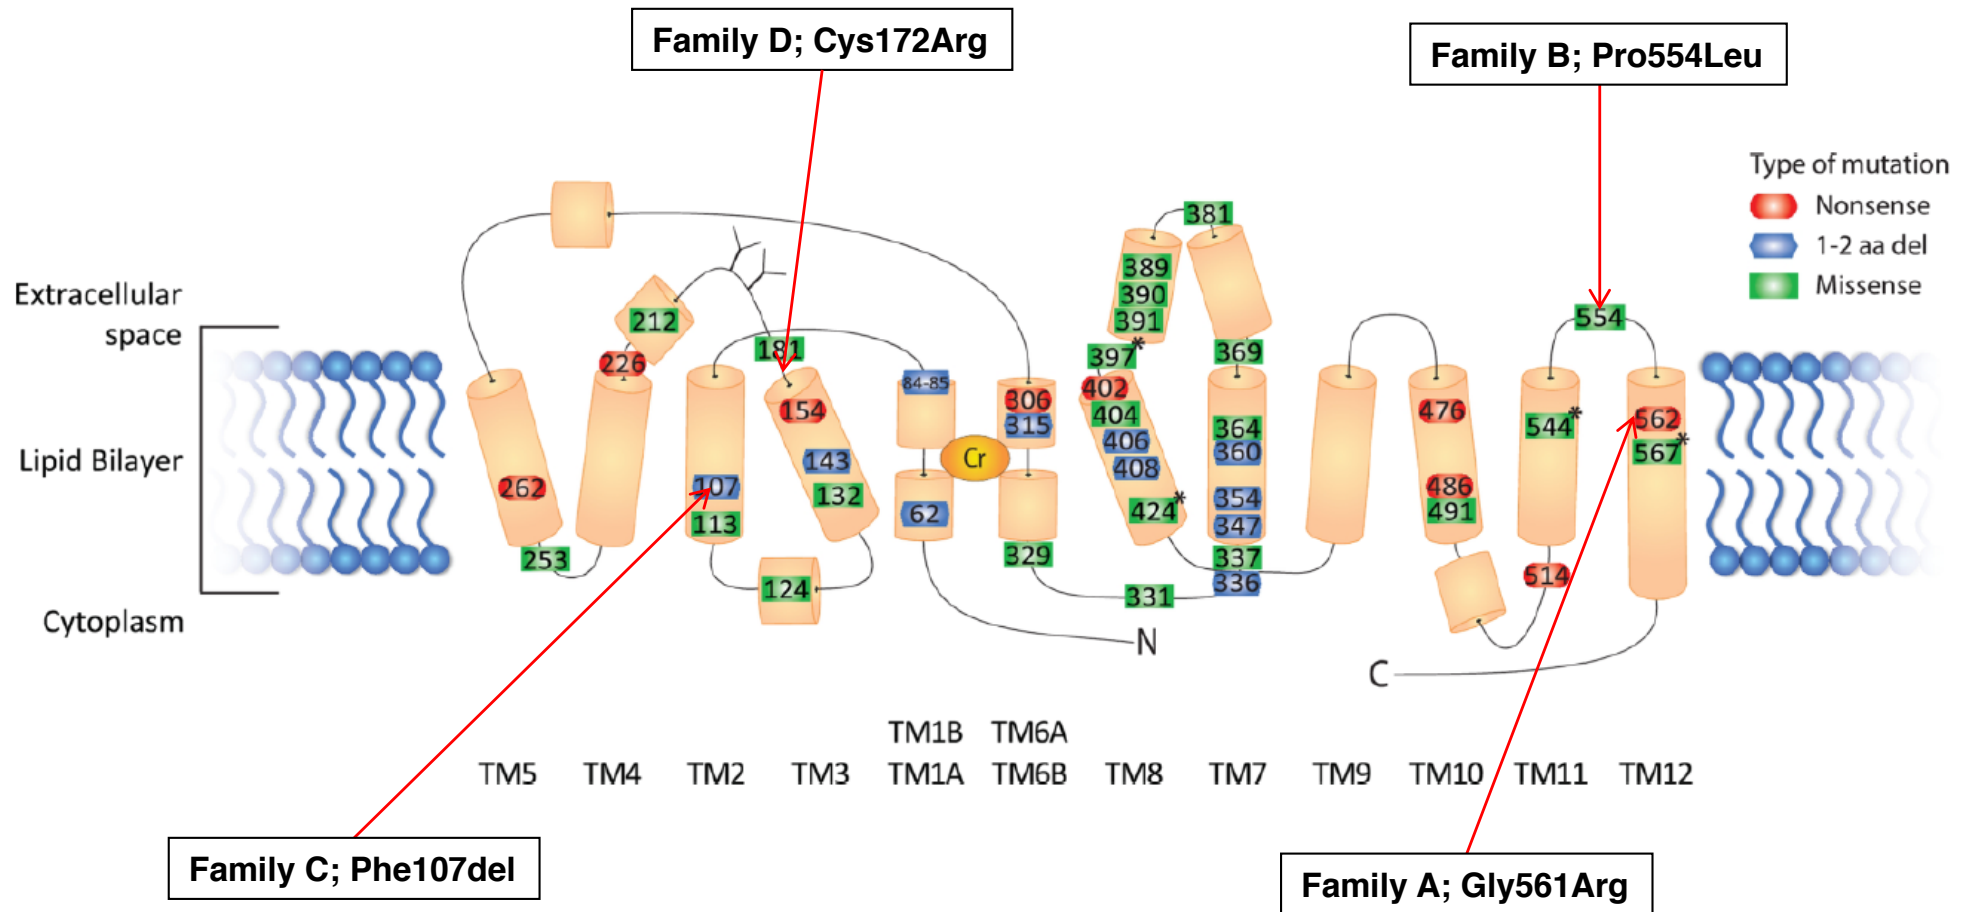 Family D; Cys172Arg
Family B; Pro554Leu
Type of mutation
Nonsense
1-2 aa del
Missense
Extracellular
space
Lipid Bilayer
Cytoplasm
381
389
390
391
397*
369
212
226
181
554
84-85
402
404
406
408
424*
306
315
154
143
132
262
107
113
253
124
Cr
62
329
331
364
360
354
347
337
336
476
486
491
514
544*
562
567*
N
C
TM1B TM6A
TM5 TM4 TM2 TM3 TM1A TM6B TM8 TM7 TM9 TM10 TM11 TM12
Family C; Phe107del
Family A; Gly561Arg